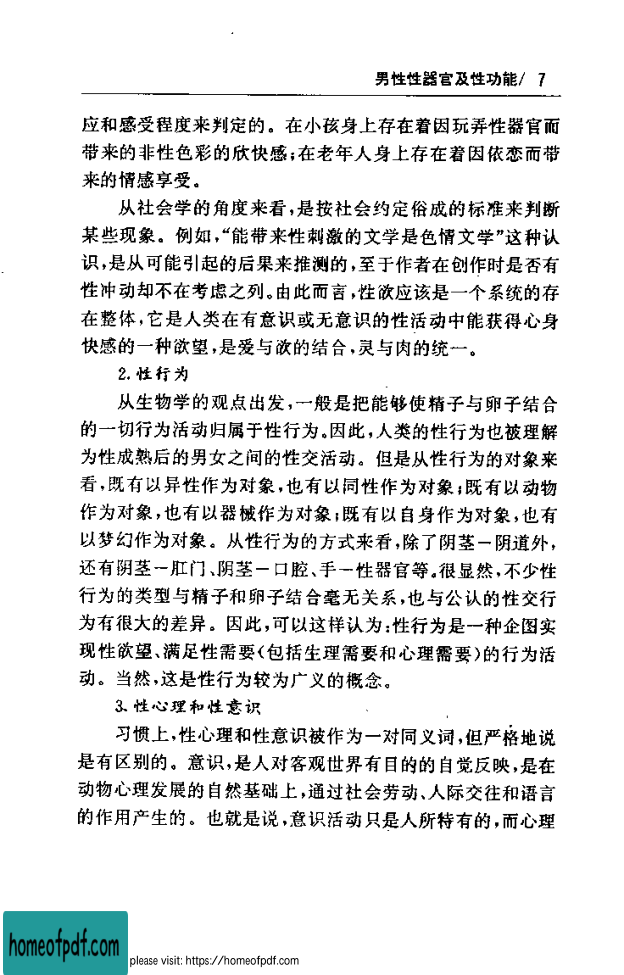 男性性器官及性功能/ 7
应和感受程度来判定的。在小孩身上存在着因玩弄性器官而
带来的非性色彩的欣快感;在老年人身上存在着因依恋而带
来的情感享受。
从社会学的角度来看,是按社会约定俗成的标准来判断
某些现象。例如,“能带来性刺激的文学是色情文学”这种认
识,是从可能引起的后果来推测的,至于作者在创作时是否有
性冲动却不在考虑之列。由此而言,性欲应该是一个系统的存
在整体,它是人类在有意识或无意识的性活动中能获得心身
快感的一种欲望,是爱与欲的结合,灵与肉的统一。
2.性行为
从生物学的观点出发,一般是把能够使精子与卵子结合
的一切行为活动归属于性行为。因此,人类的性行为也被理解
为性成熟后的男女之间的性交活动。但是从性行为的对象来
看,既有以异性作为对象,也有以同性作为对象;既有以动物
作为对象,也有以器械作为对象;既有以自身作为对象,也有
以梦幻作为对象。从性行为的方式来看,除了阴茎—阴道外,
还有阴茎—肛门、阴茎—口腔、手—性器官等。很显然,不少性
行为的类型与精子和卵子结合毫无关系,也与公认的性交行
为有很大的差异。因此,可以这样认为:性行为是一种企图实
现性欲望、满足性需要(包括生理需要和心理需要)的行为活
动。当然,这是性行为较为广义的概念。
3.性心理和性意识
习惯上,性心理和性意识被作为一对同义词,但严格地说
是有区别的。意识,是人对客观世界有目的的自觉反映,是在
动物心理发展的自然基础上,通过社会劳动、人际交往和语言
的作用产生的。也就是说,意识活动只是人所特有的,而心理
homeofpdf.com
please visit: https://homeofpdf.com